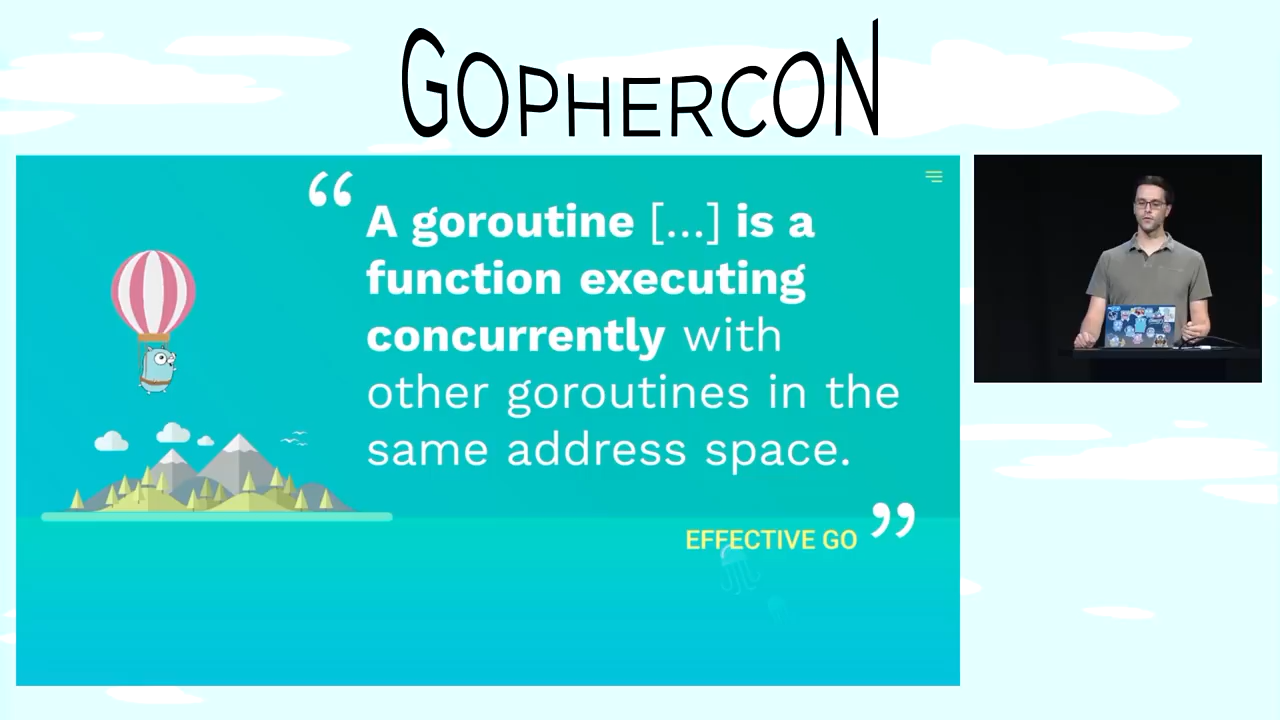 GOPHERCON
“ A goroutine [...] is a
function executing
concurrently with
other goroutines in the
same address space.
”
EFFECTIVE GO